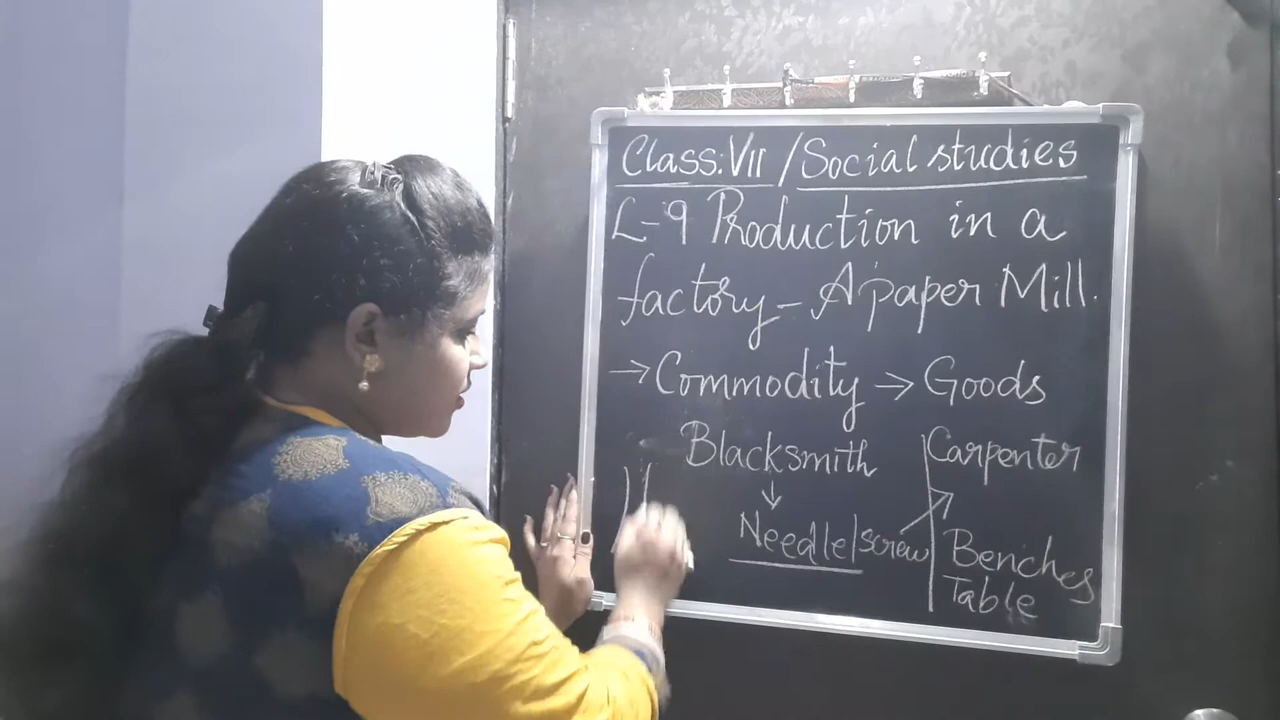 Class: VII / Social studies
L-9 Production in a
factory - A paper Mill.
→ Commodity → Goods
Blacksmith
↓
Needle|screw
Carpenter
Benches
Table